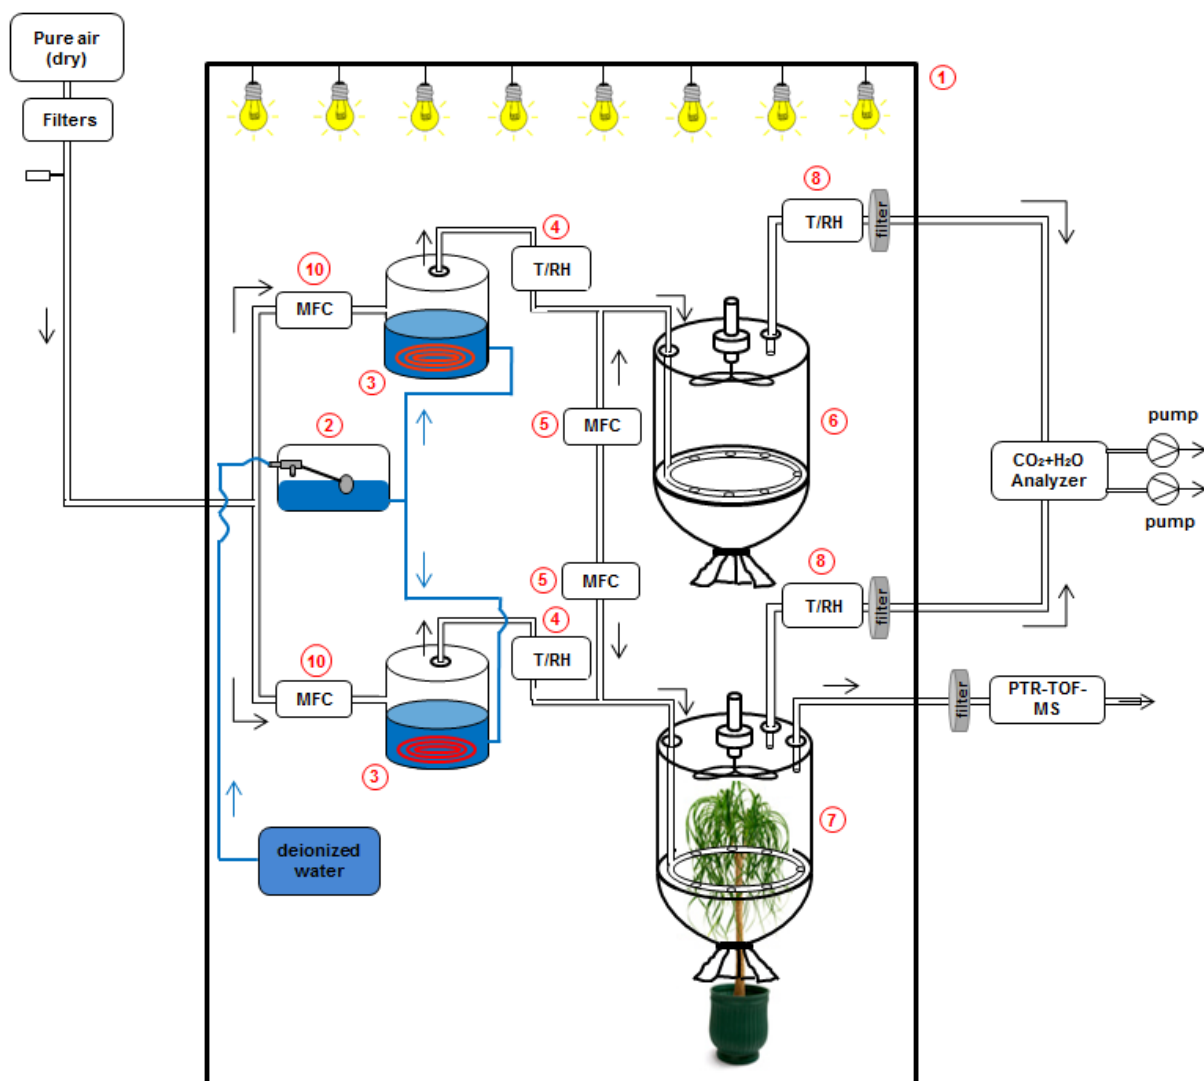 Pure air
(dry)
Filters
1
8
T/RH
filter
4
T/RH
10
MFC
3
2
5
MFC
6
pump
CO₂+H₂O
Analyzer
pump
5
MFC
8
T/RH
filter
4
T/RH
10
MFC
3
filter
PTR-TOF-
MS
7
deionized
water